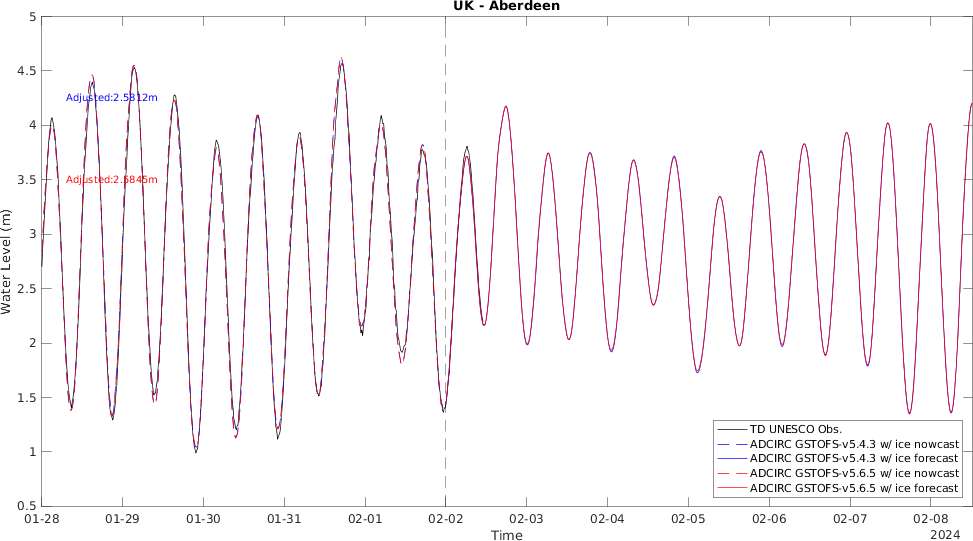 UK - Aberdeen
5
4.5
4
3.5
3
2.5
2
1.5
1
0.5
Water Level (m)
Adjusted:2.5812m
Adjusted:2.5845m
TD UNESCO Obs.
ADCIRC GSTOFS-v5.4.3 w/ ice nowcast
ADCIRC GSTOFS-v5.4.3 w/ ice forecast
ADCIRC GSTOFS-v5.6.5 w/ ice nowcast
ADCIRC GSTOFS-v5.6.5 w/ ice forecast
01-28 01-29 01-30 01-31 02-01 02-02 02-03 02-04 02-05 02-06 02-07 02-08
Time
2024